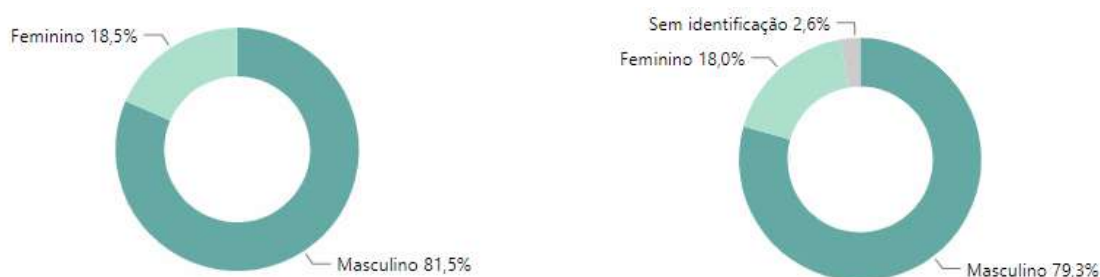 Feminino 18,5%
Masculino 81,5%
Sem identificação 2,6%
Feminino 18,0%
Masculino 79,3%